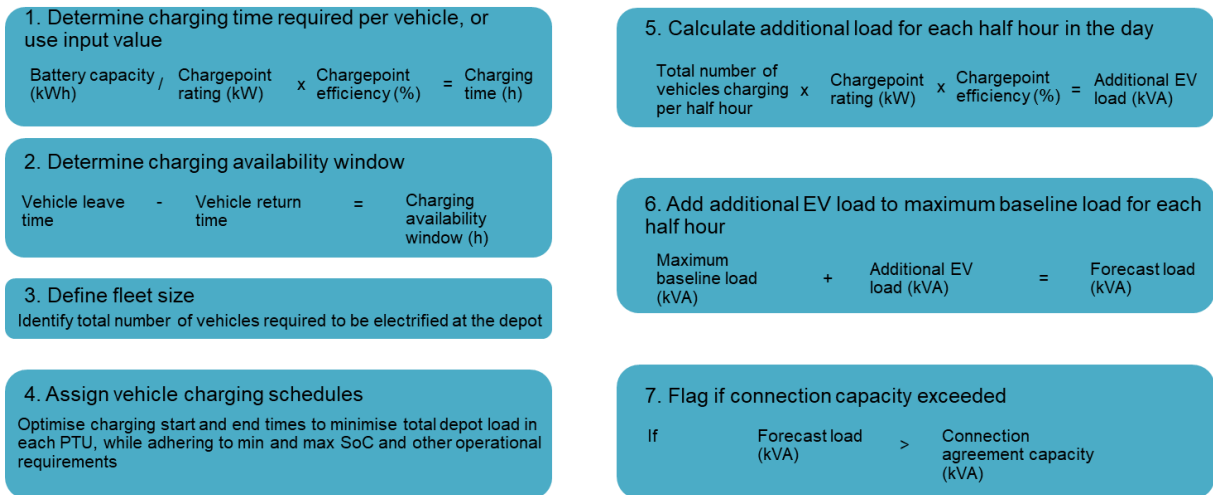 1. Determine charging time required per vehicle, or
use input value
Battery capacity / Chargepoint x Chargepoint = Charging
(kWh) rating (kW) efficiency (%) time (h)
2. Determine charging availability window
Vehicle leave - Vehicle return = Charging
time time availability
window (h)
3. Define fleet size
Identify total number of vehicles required to be electrified at the depot
4. Assign vehicle charging schedules
Optimise charging start and end times to minimise total depot load in
each PTU, while adhering to min and max SoC and other operational
requirements
5. Calculate additional load for each half hour in the day
Total number of
vehicles charging x Chargepoint x Chargepoint = Additional EV
per half hour rating (kW) efficiency (%) load (kVA)
6. Add additional EV load to maximum baseline load for each
half hour
Maximum
baseline load + Additional EV = Forecast load
(kVA) load (kVA) (kVA)
7. Flag if connection capacity exceeded
If Forecast load > Connection
(kVA) agreement capacity
(kVA)